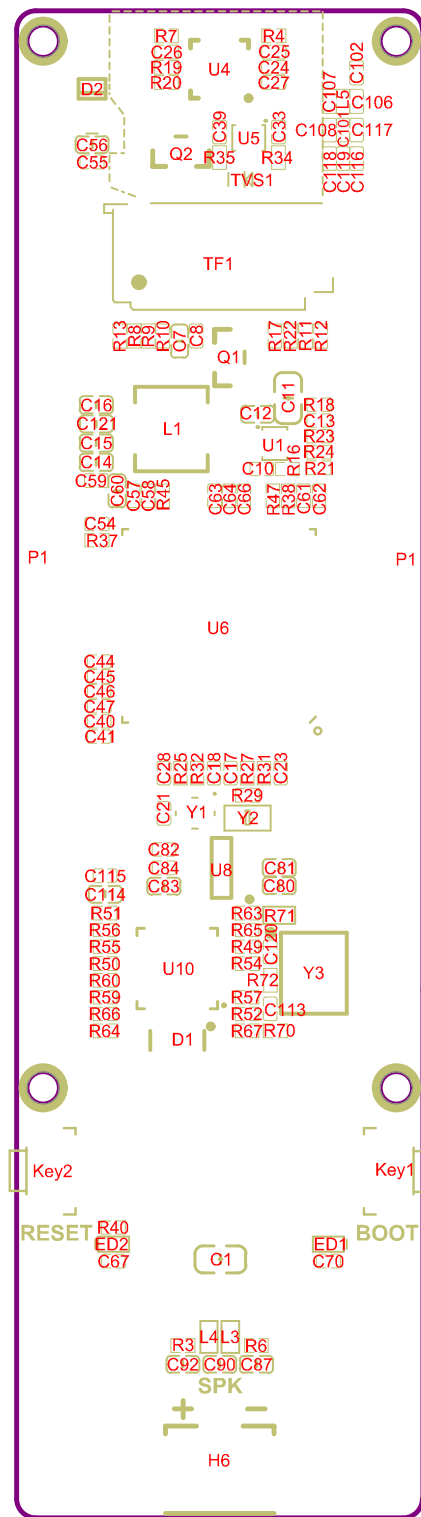 R7 R4
C26 C25
C102
R19 U4 C24
R20 C27
D2 C107 L5 C106
C39 U5 C33 C108 C101 C117
C56 Q2 R35 R34
C55 C118 C119 C116
TVS1
TF1
R13 R8 R9 R10 C7 C8 R17 R22 R11 R12
Q1
C16 C11 R18
C121 L1 C12 C13
C15 U1 R23
R24
C14 C10 R16 R21
C59
C60 C57 C58 R45 C63 C64 C66 R47 R38 C61 C62
C54
R37
P1 P1
U6
C44
C45
C46
C47
C40
C41
C28 R25 R32 C18 C17 R27 R31 C23
R29
C21 Y1 Y2
C82
C84 U8 C81
C115 C83 C80
C114
R51 R63 R71
R56 R65
R55 R49 C120
R50 U10 R54 Y3
R60 R72
R59 R57
R66 R52 C113
R64 D1 R67 R70
Key2 Key1
RESET BOOT
R40
ED2 ED1
C67 C70
R3 L4 L3 R6
C92 C90 C87
SPK
+ −
H6